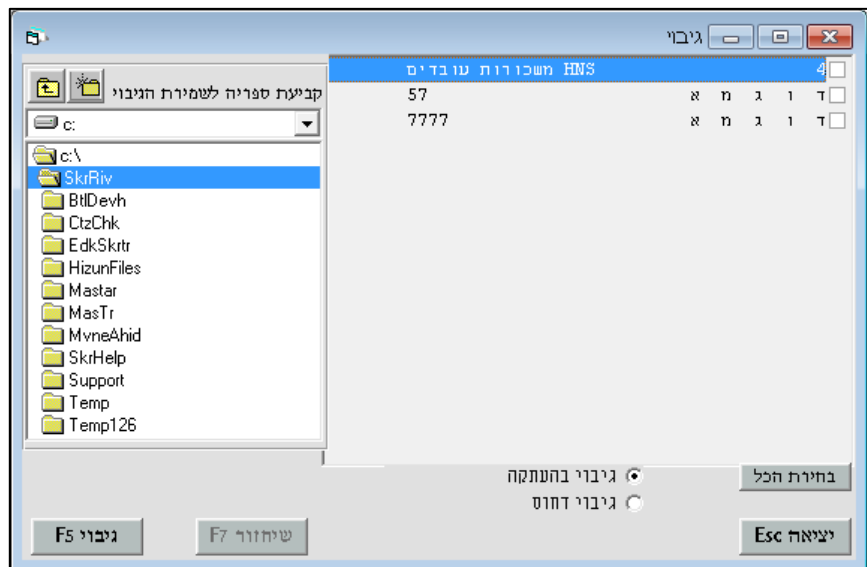 גיבוי
4 HNS משכורות עובדים
ד ו ג מ א 57
ד ו ג מ א 7777
קביעת ספריה לשמירת הגיבוי
c:
c:\
SkrRiv
BtlDevh
CtzChk
EdkSkrtr
HizunFiles
Mastar
MasTr
MvneAhid
SkrHelp
Support
Temp
Temp126
גיבוי בהעתקה
גיבוי דחוס
בחירת הכל
יציאה Esc
שיחזור F7
גיבוי F5